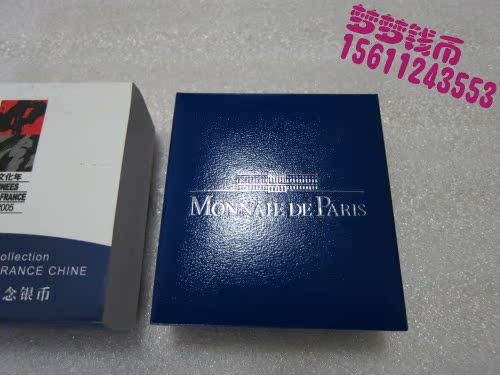 梦梦钱币
15611243553
文化年
NEES
FRANCE
2005
ollection
RANCE CHINE
念银币
MONNAIE DE PARIS